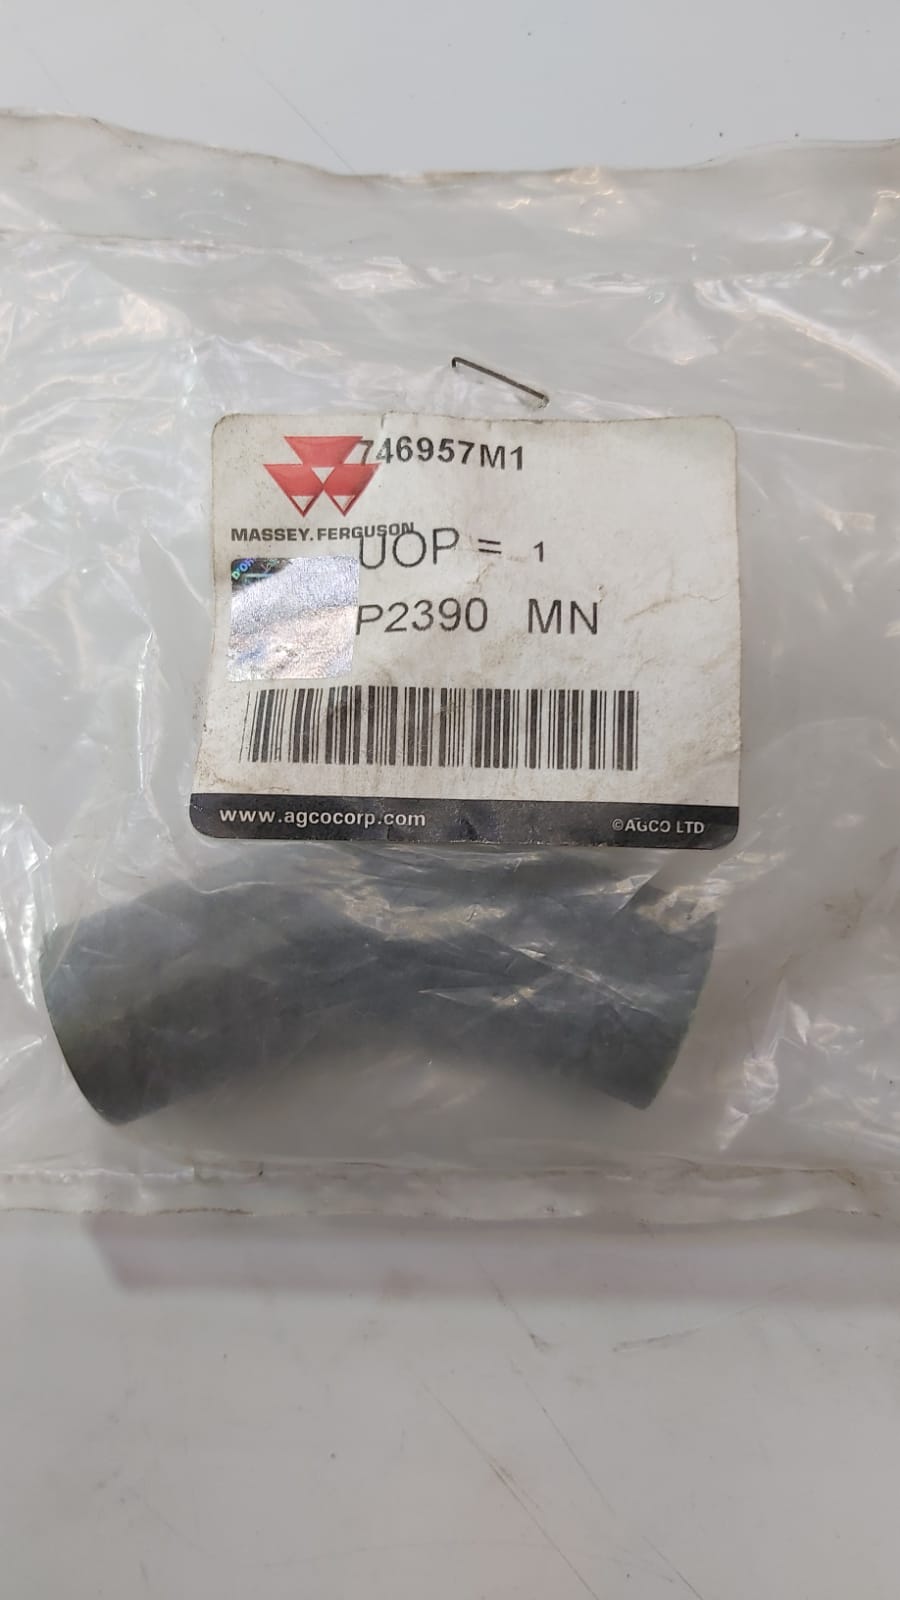 746957M1
MASSEY.FERGUSON
UOP = 1
P2390 MN
www.agcocorp.com
©AGCO LTD